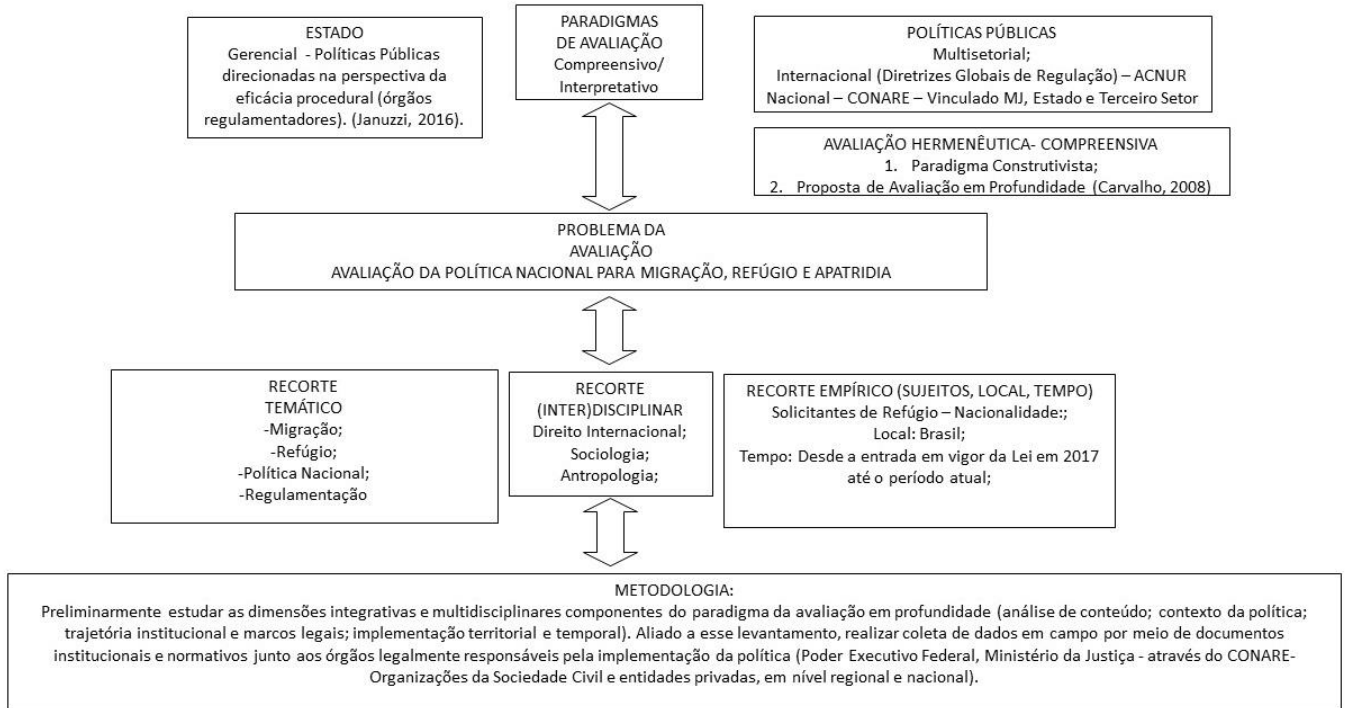 ESTADO
Gerencial - Políticas Públicas
direcionadas na perspectiva da
eficácia procedural (órgãos
regulamentadores). (Januzzi, 2016).
PARADIGMAS
DE AVALIAÇÃO
Compreensivo/
Interpretativo
POLÍTICAS PÚBLICAS
Multisetorial;
Internacional (Diretrizes Globais de Regulação) – ACNUR
Nacional – CONARE – Vinculado MJ, Estado e Terceiro Setor
AVALIAÇÃO HERMENÊUTICA- COMPREENSIVA
1. Paradigma Construtivista;
2. Proposta de Avaliação em Profundidade (Carvalho, 2008)
PROBLEMA DA
AVALIAÇÃO
AVALIAÇÃO DA POLÍTICA NACIONAL PARA MIGRAÇÃO, REFÚGIO E APATRIDIA
RECORTE
TEMÁTICO
-Migração;
-Refúgio;
-Política Nacional;
-Regulamentação
RECORTE
(INTER)DISCIPLINAR
Direito Internacional;
Sociologia;
Antropologia;
RECORTE EMPÍRICO (SUJEITOS, LOCAL, TEMPO)
Solicitantes de Refúgio – Nacionalidade:;
Local: Brasil;
Tempo: Desde a entrada em vigor da Lei em 2017
até o período atual;
METODOLOGIA:
Preliminarmente estudar as dimensões integrativas e multidisciplinares componentes do paradigma da avaliação em profundidade (análise de conteúdo; contexto da política;
trajetória institucional e marcos legais; implementação territorial e temporal). Aliado a esse levantamento, realizar coleta de dados em campo por meio de documentos
institucionais e normativos junto aos órgãos legalmente responsáveis pela implementação da política (Poder Executivo Federal, Ministério da Justiça - através do CONARE-
Organizações da Sociedade Civil e entidades privadas, em nível regional e nacional).